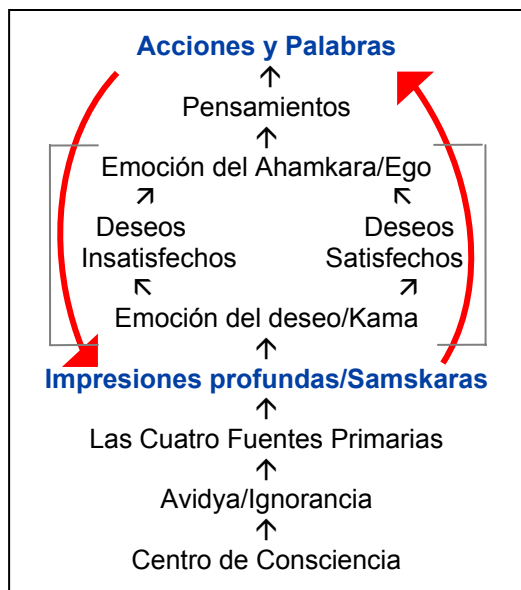 Acciones y Palabras
Pensamientos
Emoción del Ahamkara/Ego
Deseos Deseos
Insatisfechos Satisfechos
Emoción del deseo/Kama
Impresiones profundas/Samskaras
Las Cuatro Fuentes Primarias
Avidya/Ignorancia
Centro de Consciencia